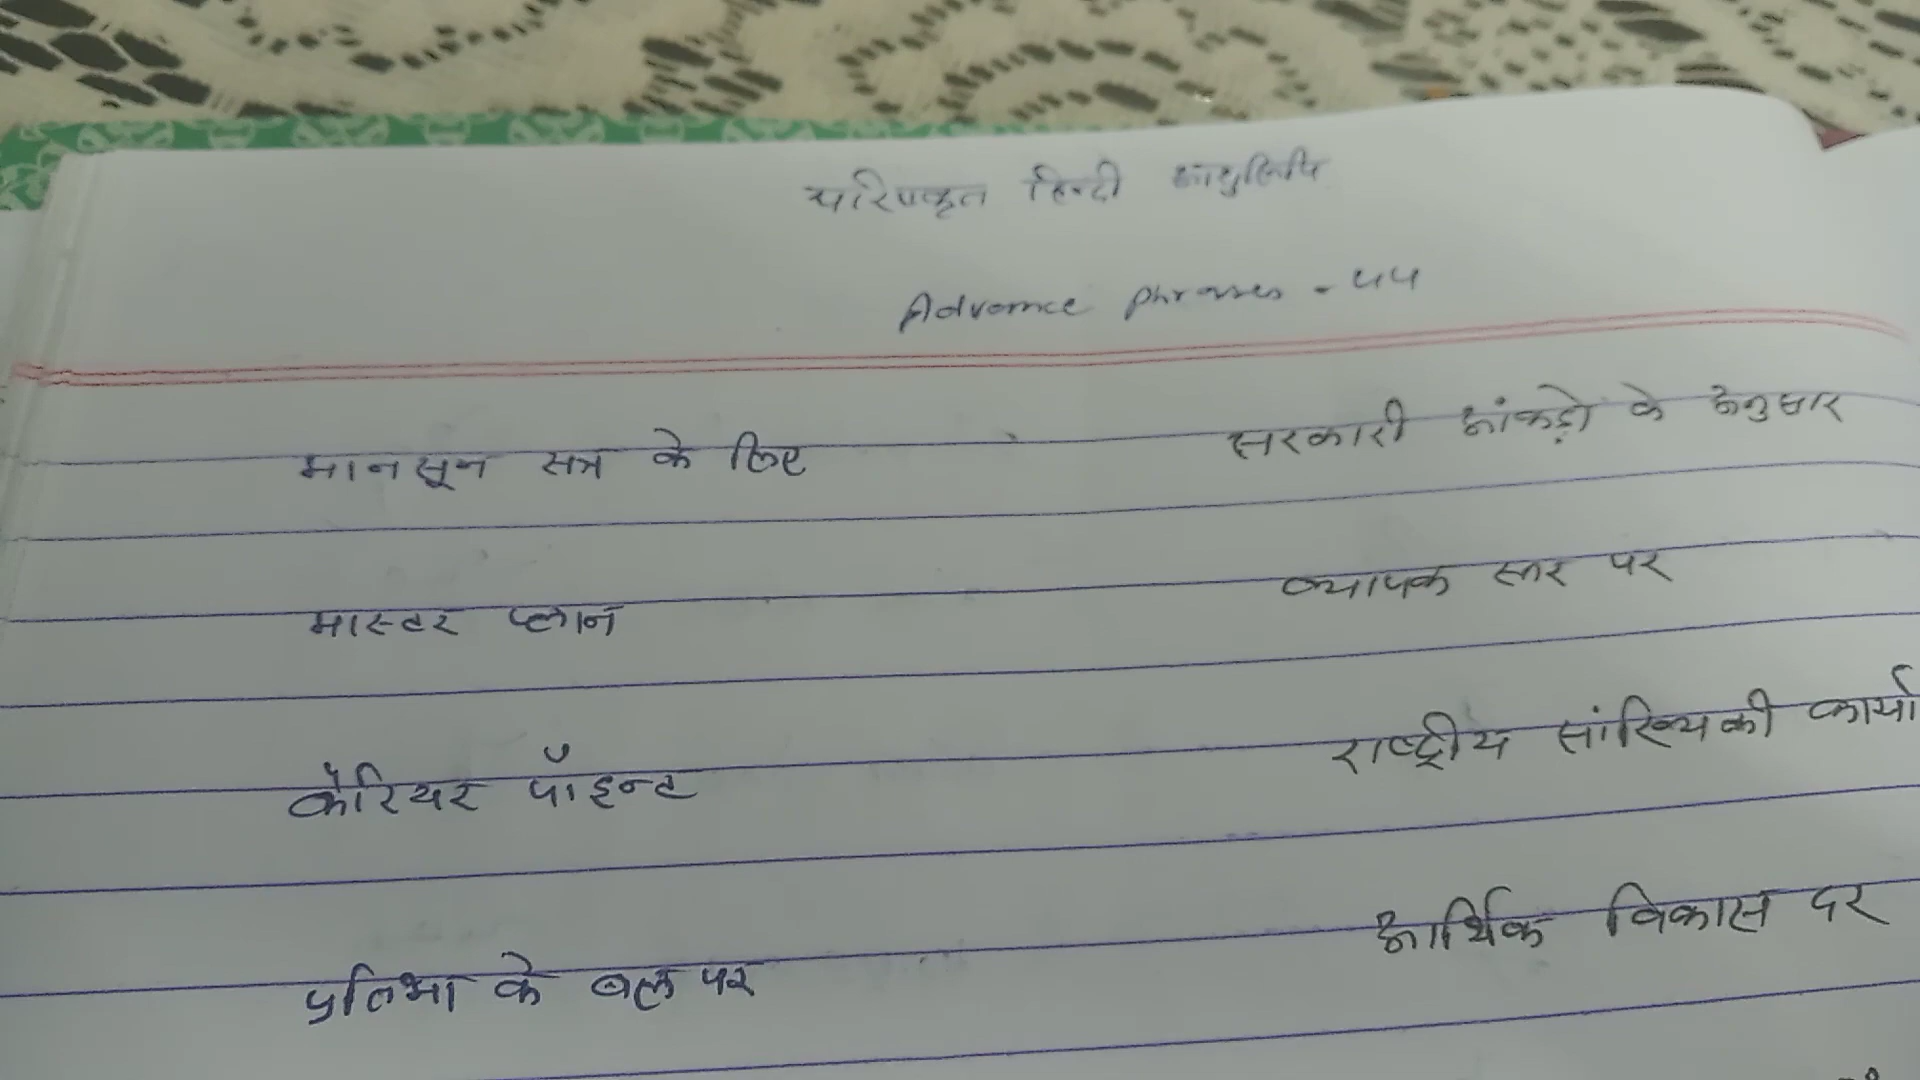 परिष्कृत हिन्दी आशुलिपि
Advance phrases - 44
मानसून सत्र के लिए
सरकारी आंकड़ो के अनुसार
मास्टर प्लान
व्यापक स्तर पर
कैरियर पॉइन्ट
राष्ट्रीय सांख्यिकी कार्या
प्रतिभा के बल पर
आर्थिक विकास दर